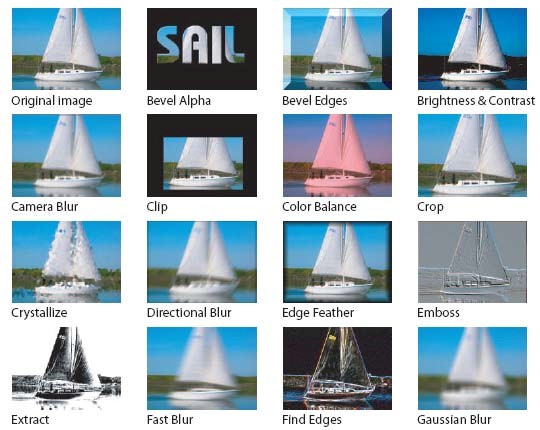 Original image
SAIL
Bevel Alpha
Bevel Edges
Brightness & Contrast
Camera Blur
Clip
Color Balance
Crop
Crystallize
Directional Blur
Edge Feather
Emboss
Extract
Fast Blur
Find Edges
Gaussian Blur